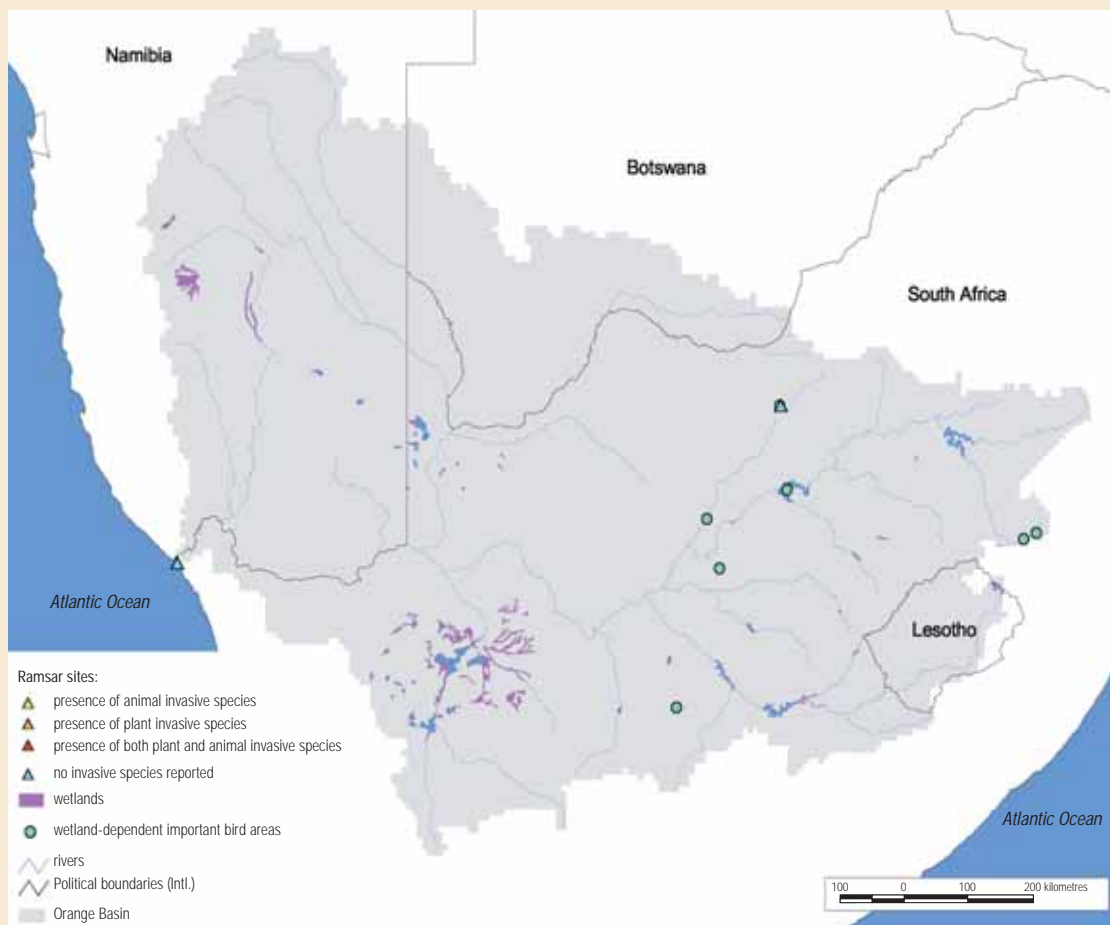 Namibia
Botswana
South Africa
Atlantic Ocean
Lesotho
Ramsar sites:
presence of animal invasive species
presence of plant invasive species
presence of both plant and animal invasive species
no invasive species reported
wetlands
wetland-dependent important bird areas
rivers
Political boundaries (Intl.)
Orange Basin
Atlantic Ocean
100 0 100 200 kilometres